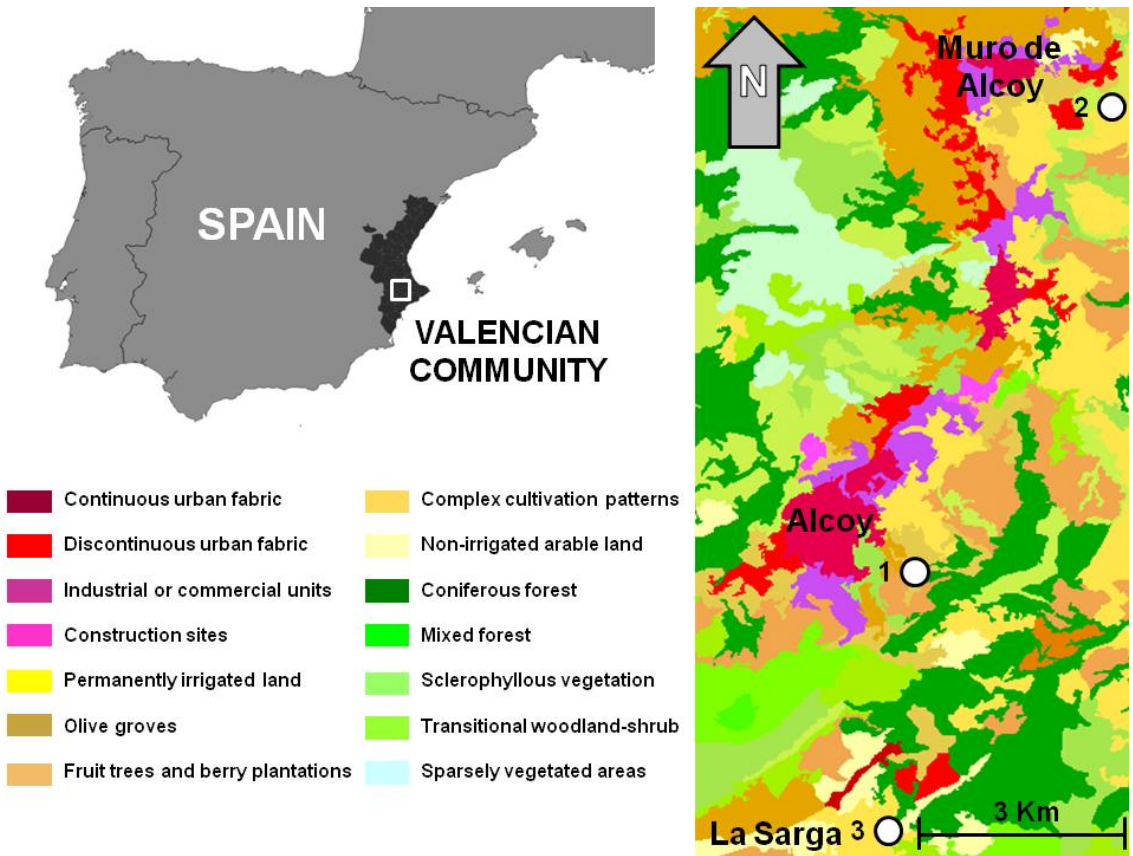 SPAIN
VALENCIAN
COMMUNITY
Continuous urban fabric
Discontinuous urban fabric
Industrial or commercial units
Construction sites
Permanently irrigated land
Olive groves
Fruit trees and berry plantations
Complex cultivation patterns
Non-irrigated arable land
Coniferous forest
Mixed forest
Sclerophyllous vegetation
Transitional woodland-shrub
Sparsely vegetated areas
N
Muro de
Alcoy
2
Alcoy
1
3 Km
La Sarga 3